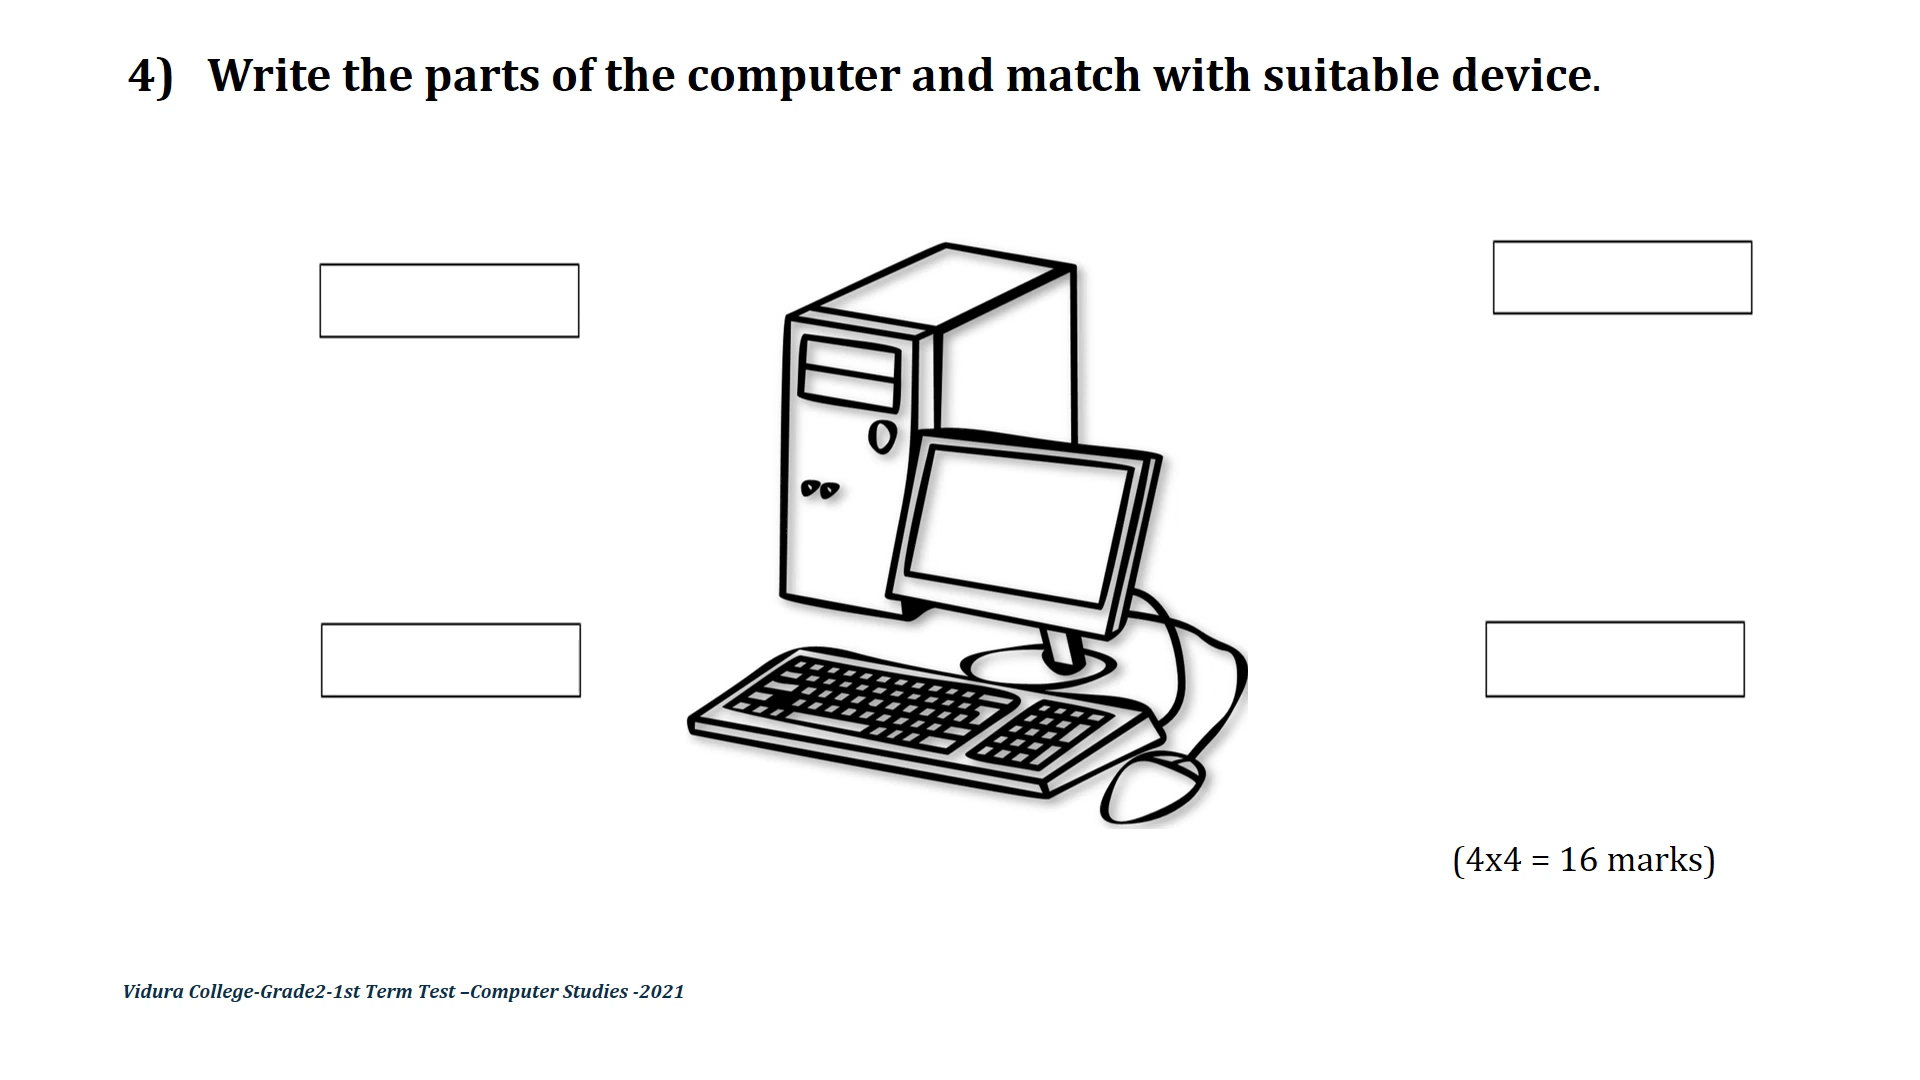 4) Write the parts of the computer and match with suitable device.
(4x4 = 16 marks)
Vidura College-Grade2-1st Term Test –Computer Studies -2021